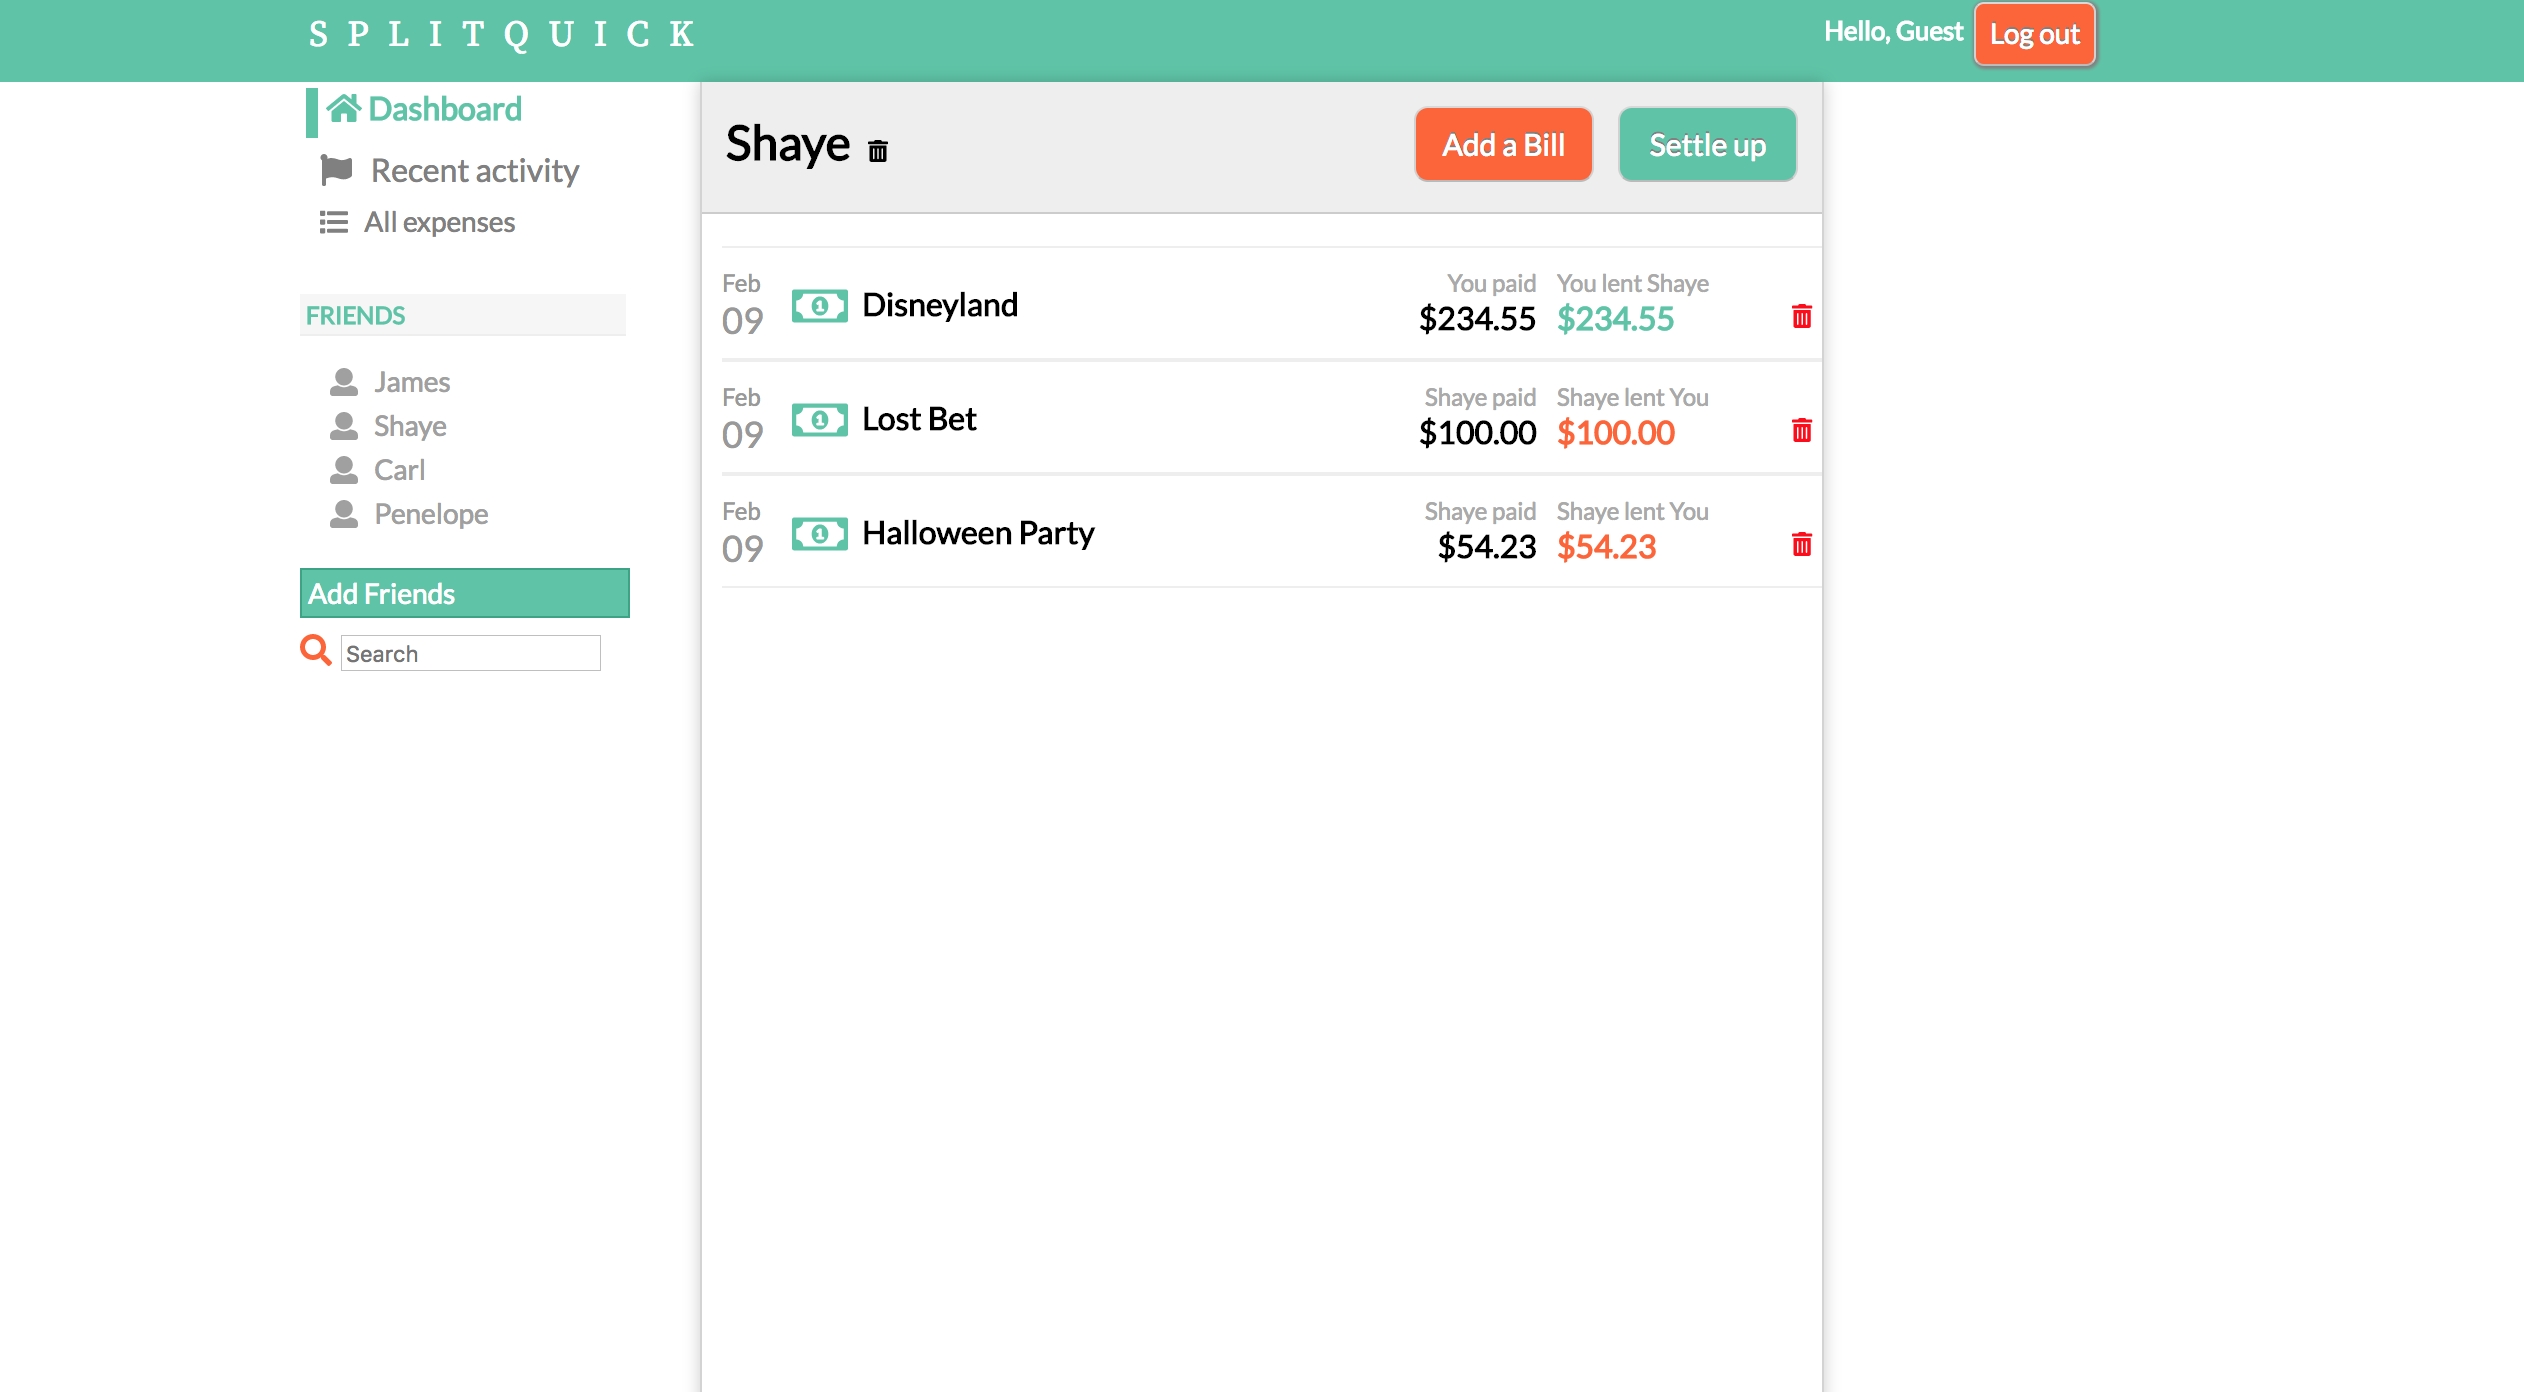 SPLITQUICK
Hello, Guest
Log out
Dashboard
Recent activity
All expenses
FRIENDS
James
Shaye
Carl
Penelope
Add Friends
Search
Shaye
Add a Bill
Settle up
Feb
09
Disneyland
You paid
$234.55
You lent Shaye
$234.55
Feb
09
Lost Bet
Shaye paid
$100.00
Shaye lent You
$100.00
Feb
09
Halloween Party
Shaye paid
$54.23
Shaye lent You
$54.23